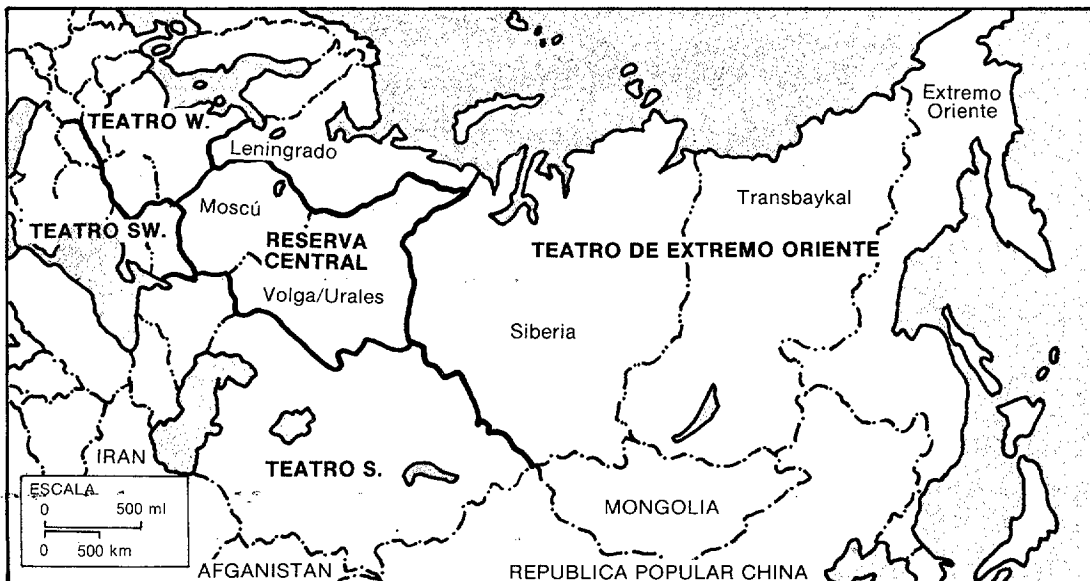 Extremo
Oriente
TEATRO W.
Leningrado
Transbaykal
Moscú
TEATRO SW.
RESERVA
CENTRAL
TEATRO DE EXTREMO ORIENTE
Volga/Urales
Siberia
IRAN
TEATRO S.
ESCALA
0 500 ml
0 500 km
MONGOLIA
AFGANISTAN
REPUBLICA POPULAR CHINA